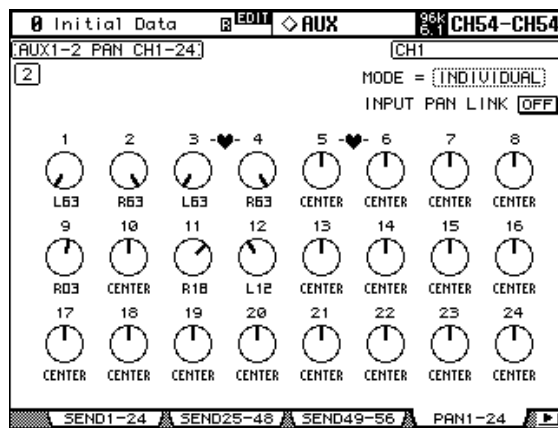 0 Initial Data EDIT AUX 96k 6.1 CH54-CH54
AUX1-2 PAN CH1-24 CH1
2 MODE = INDIVIDUAL
INPUT PAN LINK OFF
1 2 3 4 5 6 7 8
L63 R63 L63 R63 CENTER CENTER CENTER CENTER
9 10 11 12 13 14 15 16
R03 CENTER R18 L12 CENTER CENTER CENTER CENTER
17 18 19 20 21 22 23 24
CENTER CENTER CENTER CENTER CENTER CENTER CENTER CENTER
SEND1-24 SEND25-48 SEND49-56 PAN1-24